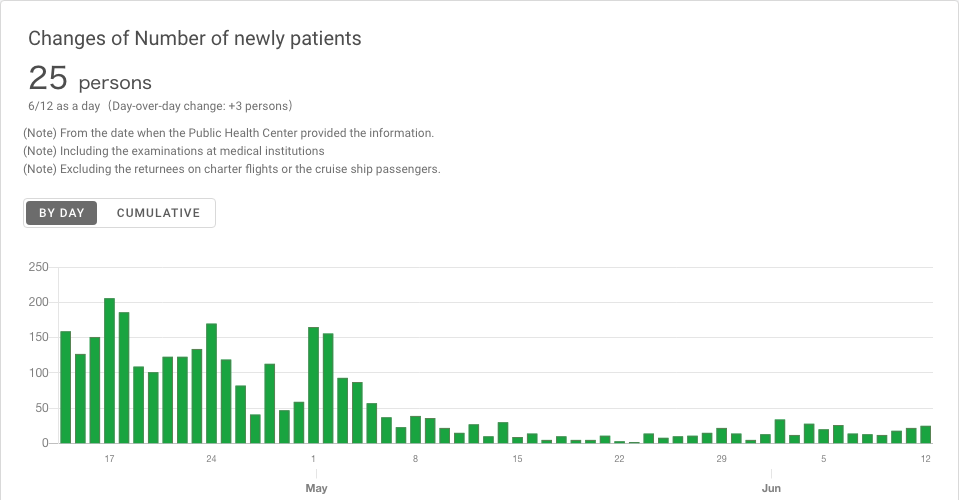 Changes of Number of newly patients
25 persons
6/12 as a day（Day-over-day change: +3 persons）
(Note) From the date when the Public Health Center provided the information.
(Note) Including the examinations at medical institutions
(Note) Excluding the returnees on charter flights or the cruise ship passengers.
BY DAY CUMULATIVE
250
200
150
100
50
0
17 24 1 8 15 22 29 5 12
May Jun